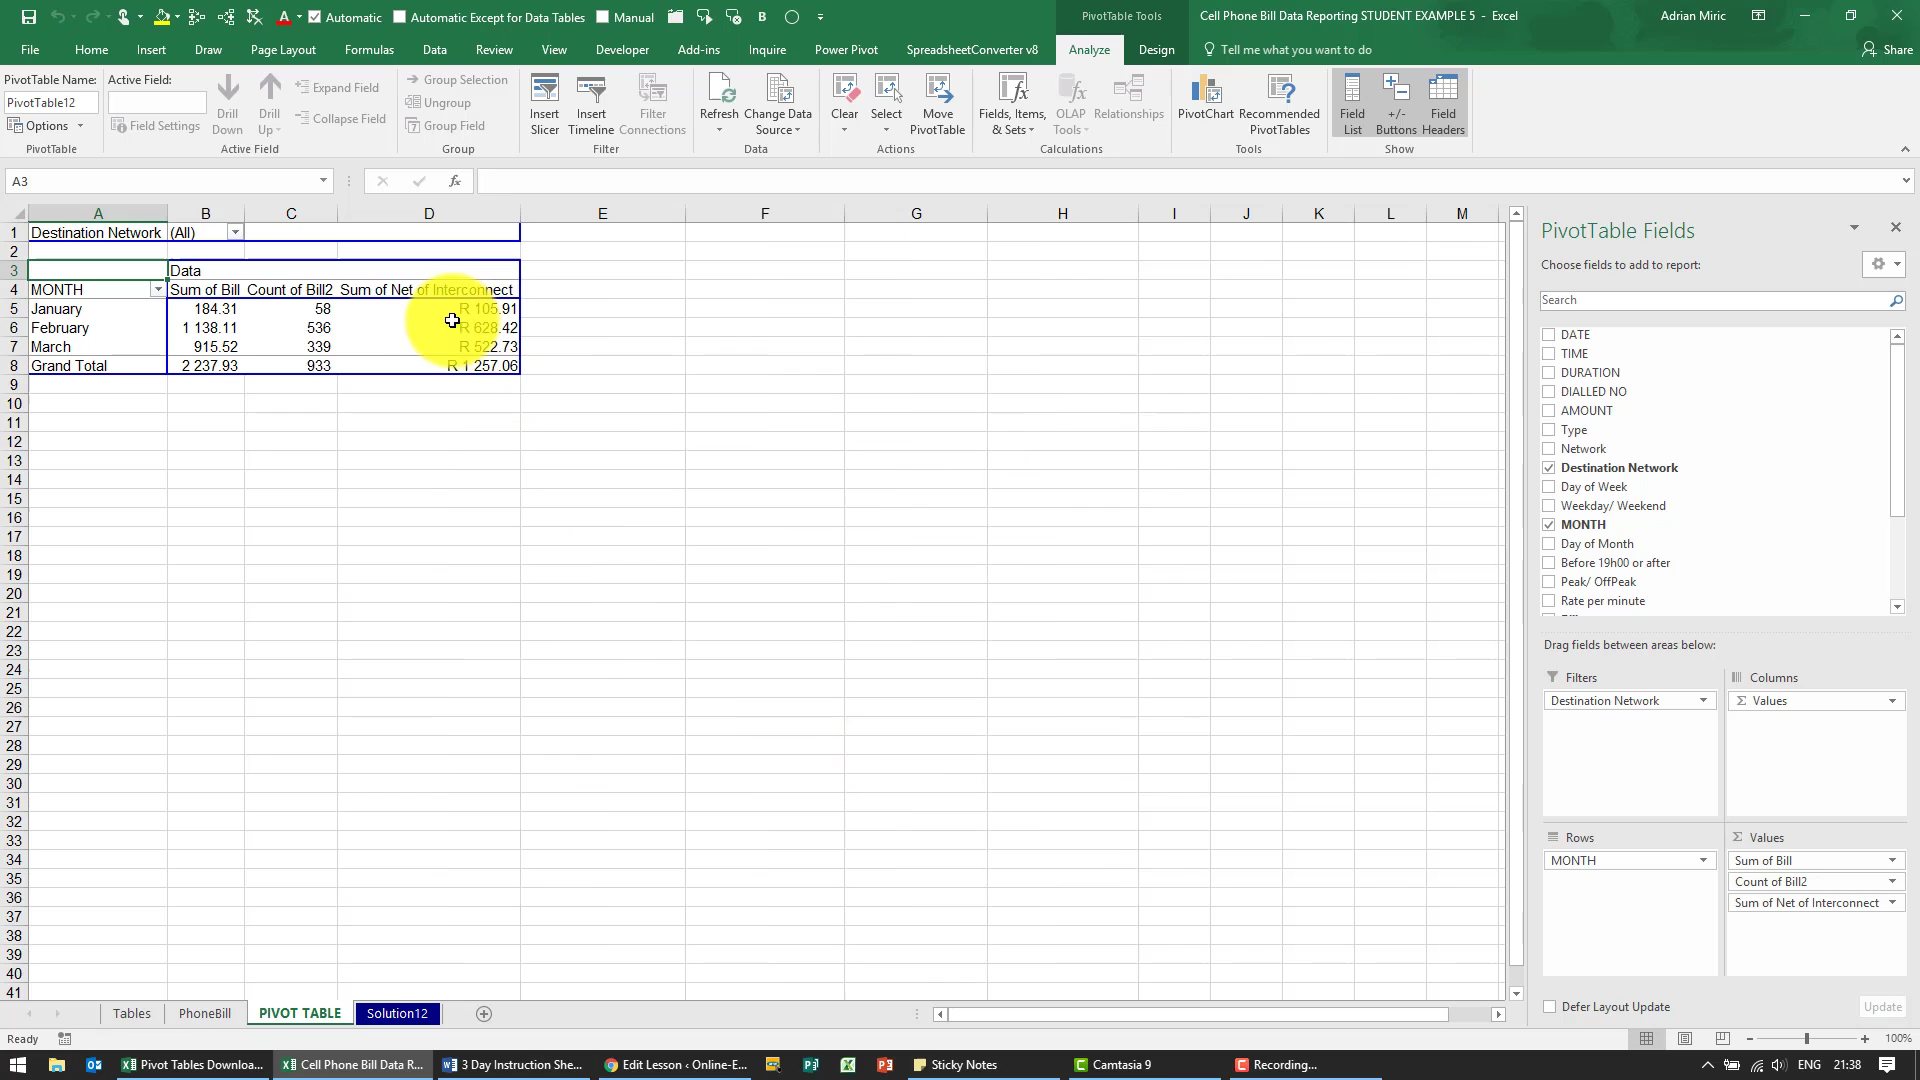 Automatic
Automatic Except for Data Tables
Manual
B
PivotTable Tools
Cell Phone Bill Data Reporting STUDENT EXAMPLE 5 - Excel
Adrian Miric
File Home Insert Draw Page Layout Formulas Data Review View Developer Add-ins Inquire Power Pivot SpreadsheetConverter v8 Analyze Design Tell me what you want to do Share
PivotTable Name:
PivotTable12
Options
PivotTable
Active Field:
Field Settings
Drill Down
Drill Up
Expand Field
Collapse Field
Active Field
Group Selection
Ungroup
Group Field
Group
Insert Slicer
Insert Timeline
Filter Connections
Filter
Refresh
Change Data Source
Data
Clear
Select
Move PivotTable
Actions
Fields, Items, & Sets
OLAP Tools
Relationships
Calculations
PivotChart
Recommended PivotTables
Tools
Field List
+/- Buttons
Field Headers
Show
A3
fx
A B C D E F G H I J K L M
1 Destination Network (All)
2
3 Data
4 MONTH Sum of Bill Count of Bill2 Sum of Net of Interconnect
5 January 184.31 58 R 105.91
6 February 1 138.11 536 R 628.42
7 March 915.52 339 R 522.73
8 Grand Total 2 237.93 933 R 1 257.06
9
10
11
12
13
14
15
16
17
18
19
20
21
22
23
24
25
26
27
28
29
30
31
32
33
34
35
36
37
38
39
40
41
PivotTable Fields
Choose fields to add to report:
Search
DATE
TIME
DURATION
DIALLED NO
AMOUNT
Type
Network
Destination Network
Day of Week
Weekday/ Weekend
MONTH
Day of Month
Before 19h00 or after
Peak/ OffPeak
Rate per minute
Drag fields between areas below:
Filters
Destination Network
Columns
Σ Values
Rows
MONTH
Σ Values
Sum of Bill
Count of Bill2
Sum of Net of Interconnect
Defer Layout Update
Update
Tables PhoneBill PIVOT TABLE Solution12
Ready
100%
Pivot Tables Downloa...
Cell Phone Bill Data R...
3 Day Instruction She...
Edit Lesson ‹ Online-E...
Sticky Notes
Camtasia 9
Recording...
ENG
21:38